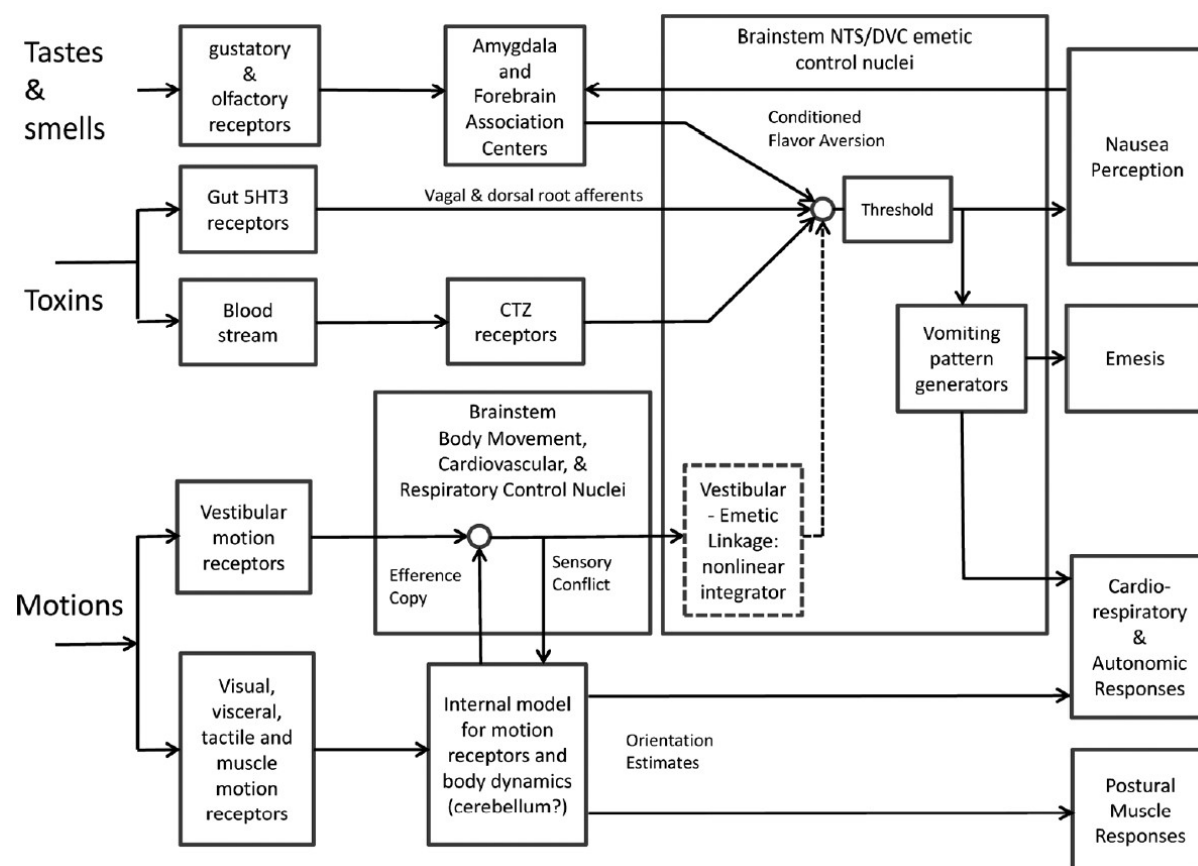 Tastes
&
smells
gustatory
&
olfactory
receptors
Amygdala
and
Forebrain
Association
Centers
Brainstem NTS/DVC emetic
control nuclei
Conditioned
Flavor Aversion
Nausea
Perception
Toxins
Gut 5HT3
receptors
Vagal & dorsal root afferents
Threshold
Blood
stream
CTZ
receptors
Vomiting
pattern
generators
Emesis
Motions
Vestibular
motion
receptors
Brainstem
Body Movement,
Cardiovascular, &
Respiratory Control Nuclei
Efference
Copy
Sensory
Conflict
Vestibular
- Emetic
Linkage:
nonlinear
integrator
Cardio-
respiratory
&
Autonomic
Responses
Visual,
visceral,
tactile and
muscle
motion
receptors
Internal model
for motion
receptors and
body dynamics
(cerebellum?)
Orientation
Estimates
Postural
Muscle
Responses